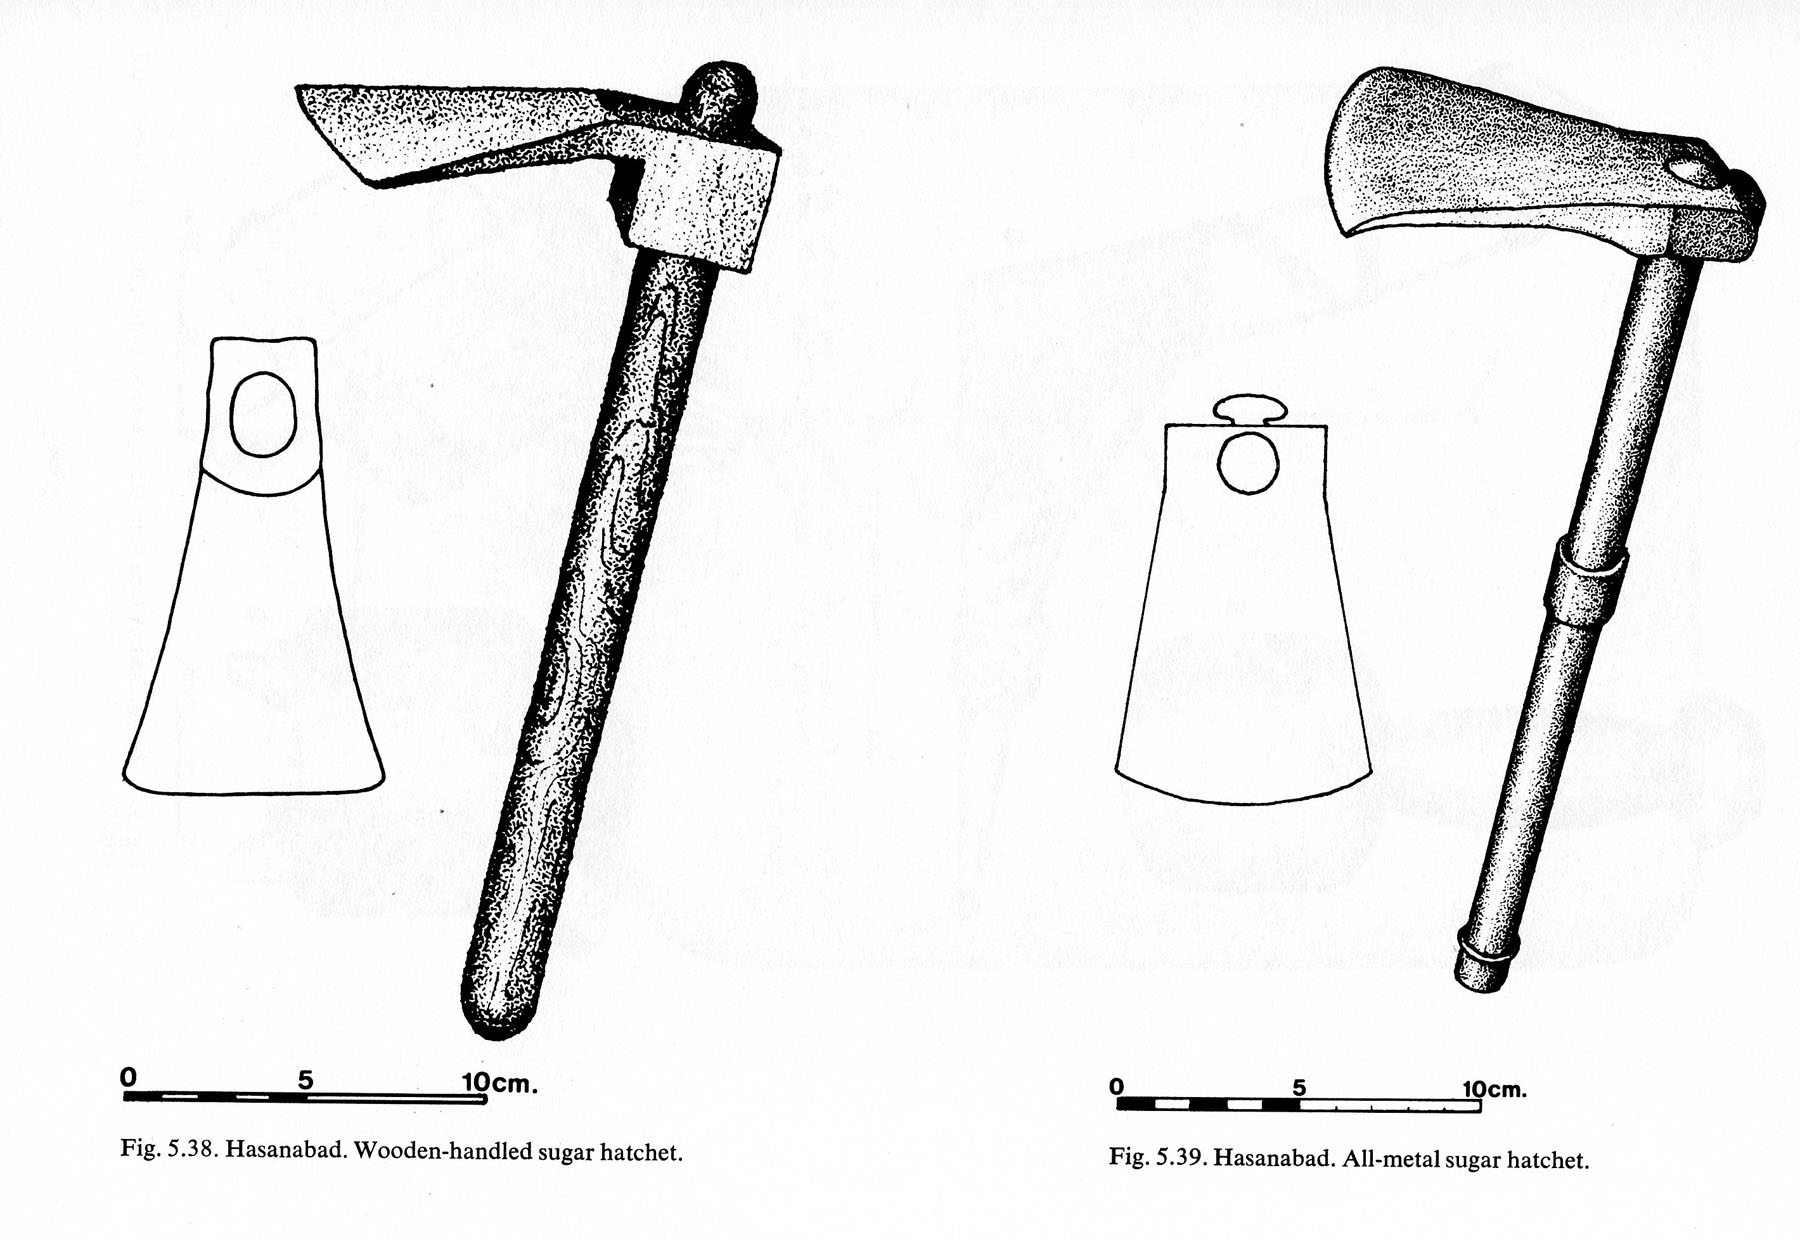 0 5 10cm.
Fig. 5.38. Hasanabad. Wooden-handled sugar hatchet.
0 5 10cm.
Fig. 5.39. Hasanabad. All-metal sugar hatchet.